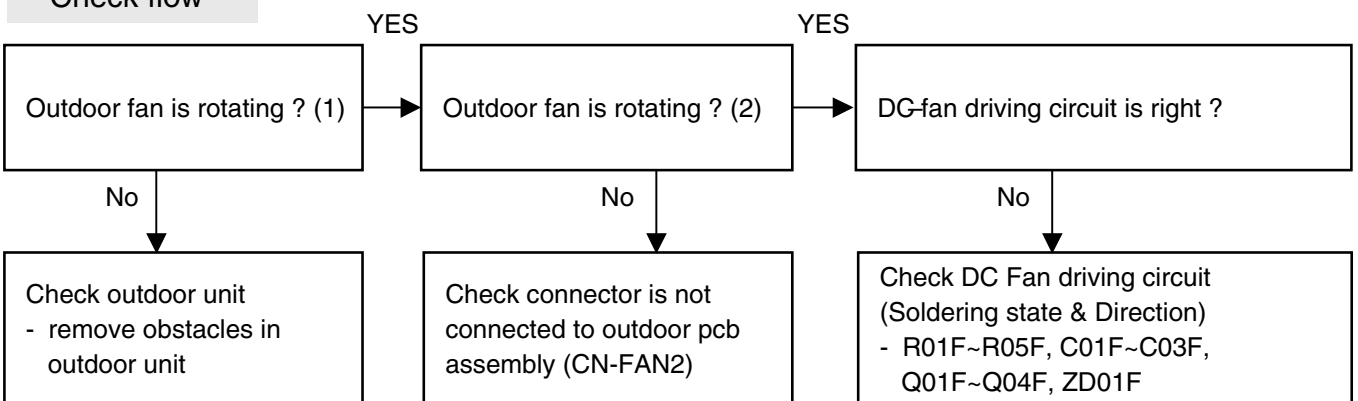 Check flow
YES
YES
Outdoor fan is rotating ? (1)
Outdoor fan is rotating ? (2)
DC-fan driving circuit is right ?
No
No
No
Check outdoor unit
- remove obstacles in
outdoor unit
Check connector is not
connected to outdoor pcb
assembly (CN-FAN2)
Check DC Fan driving circuit
(Soldering state & Direction)
- R01F~R05F, C01F~C03F,
Q01F~Q04F, ZD01F